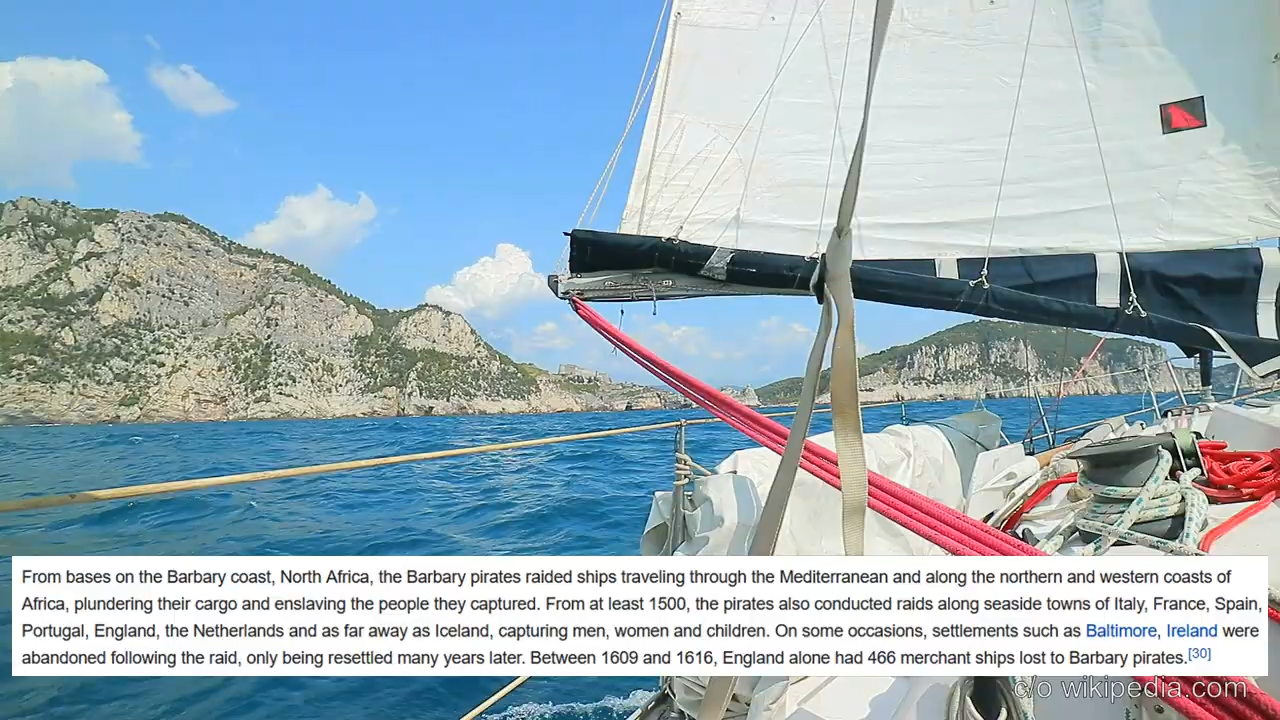 From bases on the Barbary coast, North Africa, the Barbary pirates raided ships traveling through the Mediterranean and along the northern and western coasts of
Africa, plundering their cargo and enslaving the people they captured. From at least 1500, the pirates also conducted raids along seaside towns of Italy, France, Spain,
Portugal, England, the Netherlands and as far away as Iceland, capturing men, women and children. On some occasions, settlements such as Baltimore, Ireland were
abandoned following the raid, only being resettled many years later. Between 1609 and 1616, England alone had 466 merchant ships lost to Barbary pirates.[30]
c/o wikipedia.com